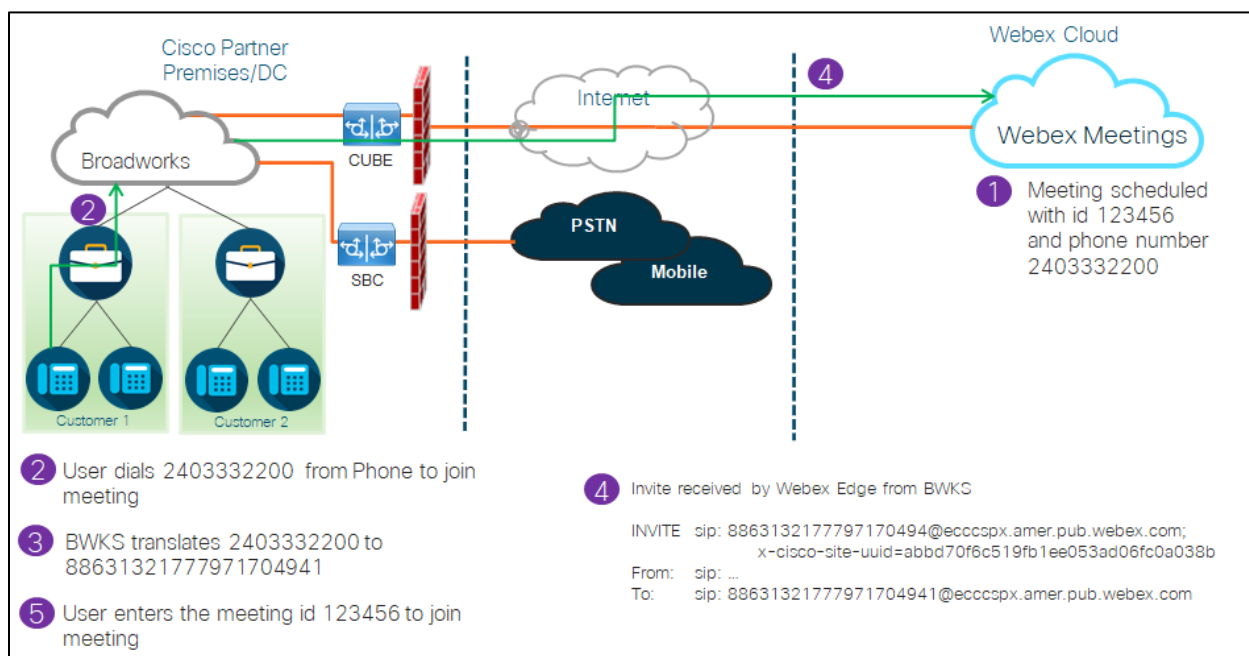 Cisco Partner
Premises/DC
Webex Cloud
4
Internet
Broadworks
CUBE
Webex Meetings
2
SBC
PSTN
Mobile
1 Meeting scheduled
with id 123456
and phone number
2403332200
Customer 1
Customer 2
2 User dials 2403332200 from Phone to join
meeting
3 BWKS translates 2403332200 to
88631321777971704941
5 User enters the meeting id 123456 to join
meeting
4 Invite received by Webex Edge from BWKS
INVITE sip: 8863132177797170494@ecccspx.amer.pub.webex.com;
x-cisco-site-uuid=abbd70f6c519fb1ee053ad06fc0a038b
From: sip: ...
To: sip: 88631321777971704941@ecccspx.amer.pub.webex.com